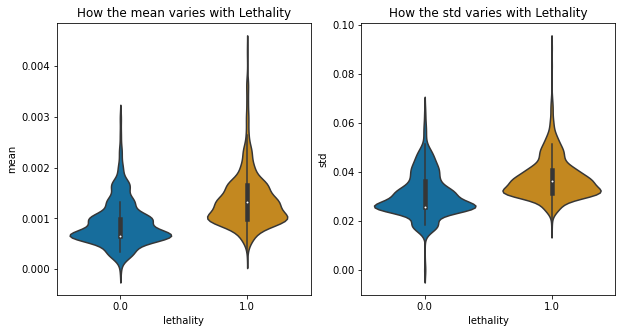 How the mean varies with Lethality
0.004
0.003
0.002
0.001
0.000
mean
0.0
1.0
lethality
How the std varies with Lethality
0.10
0.08
0.06
0.04
0.02
0.00
std
0.0
1.0
lethality